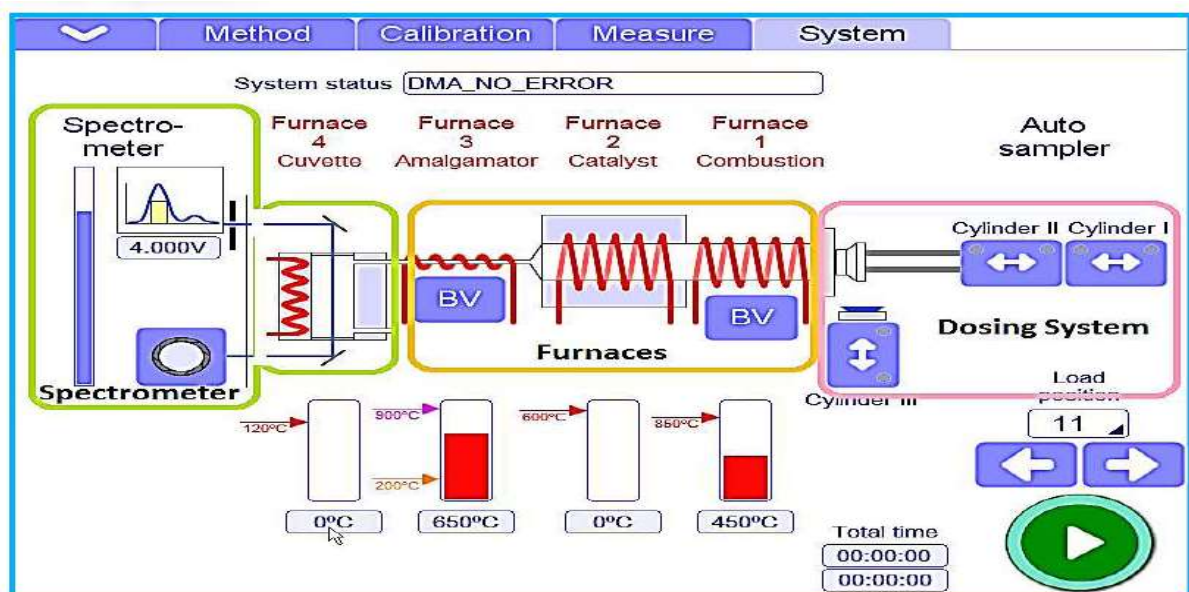 Method Calibration Measure System
System status DMA_NO_ERROR
Spectro-
meter
Furnace
4
Cuvette
Furnace
3
Amalgamator
Furnace
2
Catalyst
Furnace
1
Combustion
Auto
sampler
4.000V
Cylinder II Cylinder I
BV
BV
Dosing System
Furnaces
Spectrometer
Cylinder III
Load
position
11
120ºC
900ºC
200ºC
600ºC
850ºC
0ºC 650ºC 0ºC 450ºC
Total time
00:00:00
00:00:00